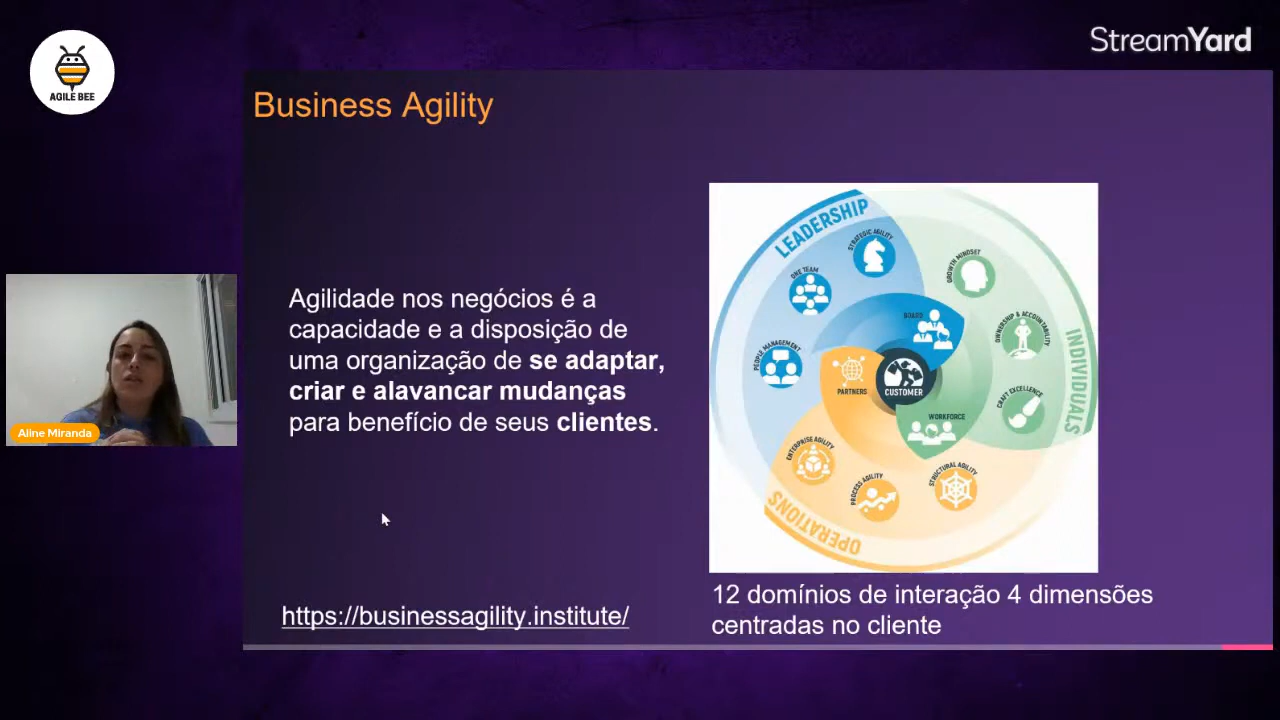 AGILE BEE
StreamYard
Business Agility
Agilidade nos negócios é a
capacidade e a disposição de
uma organização de se adaptar,
criar e alavancar mudanças
para benefício de seus clientes.
https://businessagility.institute/
LEADERSHIP
STRATEGIC AGILITY
ONE TEAM
PEOPLE MANAGEMENT
GROWTH MINDSET
OWNERSHIP & ACCOUNTABILITY
CRAFT EXCELLENCE
INDIVIDUALS
BOARD
PARTNERS
CUSTOMER
WORKFORCE
ENTERPRISE AGILITY
PROCESS AGILITY
STRUCTURAL AGILITY
OPERATIONS
12 domínios de interação 4 dimensões
centradas no cliente
Aline Miranda